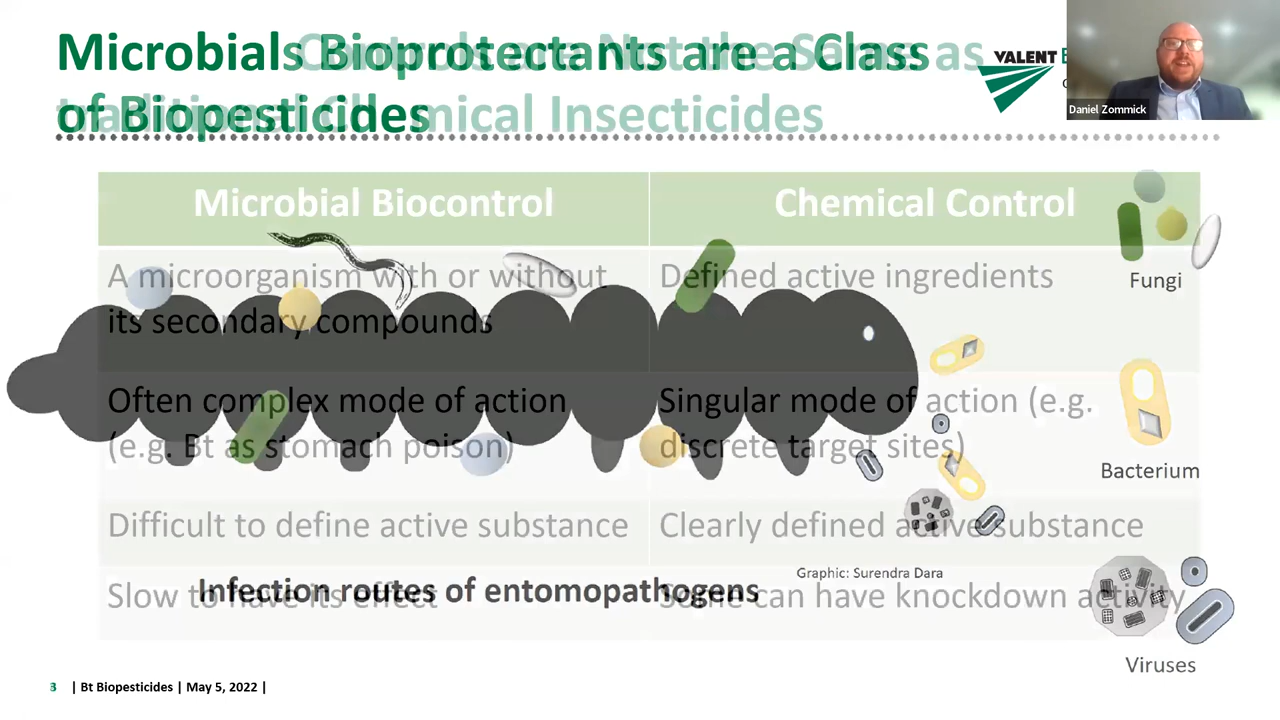 Microbials Bioprotectants are a Class
of Biopesticides
Controls are Not the Same as
Chemical Insecticides
VALENT
Daniel Zommick
Microbial Biocontrol
Chemical Control
A microorganism with or without
its secondary compounds
Defined active ingredients
Often complex mode of action
(e.g. Bt as stomach poison)
Singular mode of action (e.g.
discrete target sites)
Difficult to define active substance
Clearly defined active substance
Slow to have its effect
Some can have knockdown activity
Fungi
Bacterium
Viruses
Graphic: Surendra Dara
Infection routes of entomopathogens
3 | Bt Biopesticides | May 5, 2022 |